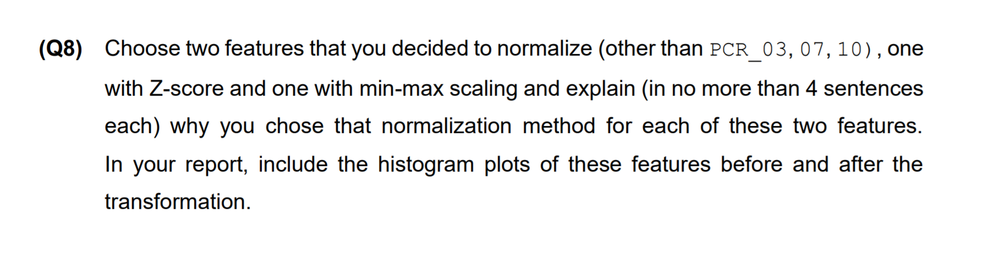 (Q8) Choose two features that you decided to normalize (other than PCR_03, 07, 10), one
with Z-score and one with min-max scaling and explain (in no more than 4 sentences
each) why you chose that normalization method for each of these two features.
In your report, include the histogram plots of these features before and after the
transformation.